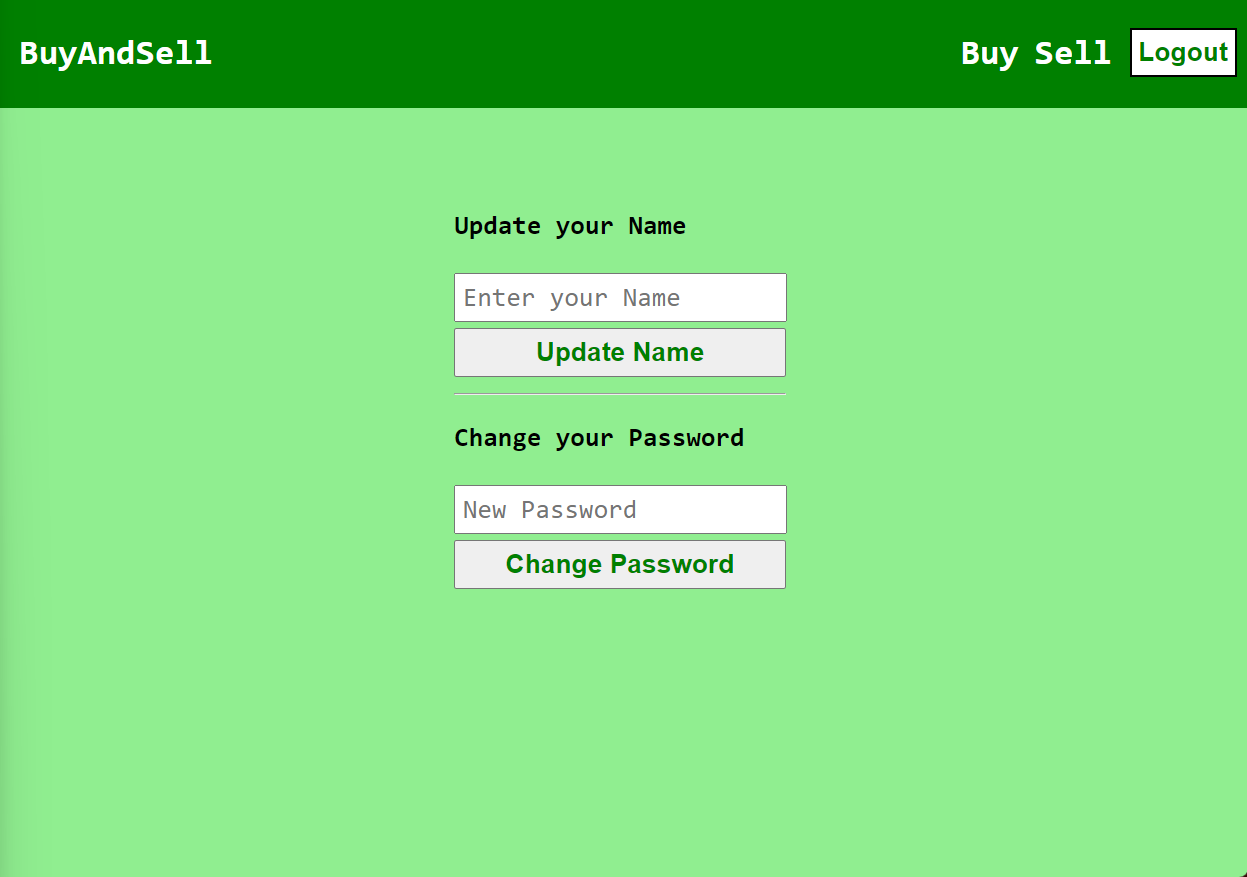 BuyAndSell
Buy Sell Logout
Update your Name
Enter your Name
Update Name
Change your Password
New Password
Change Password